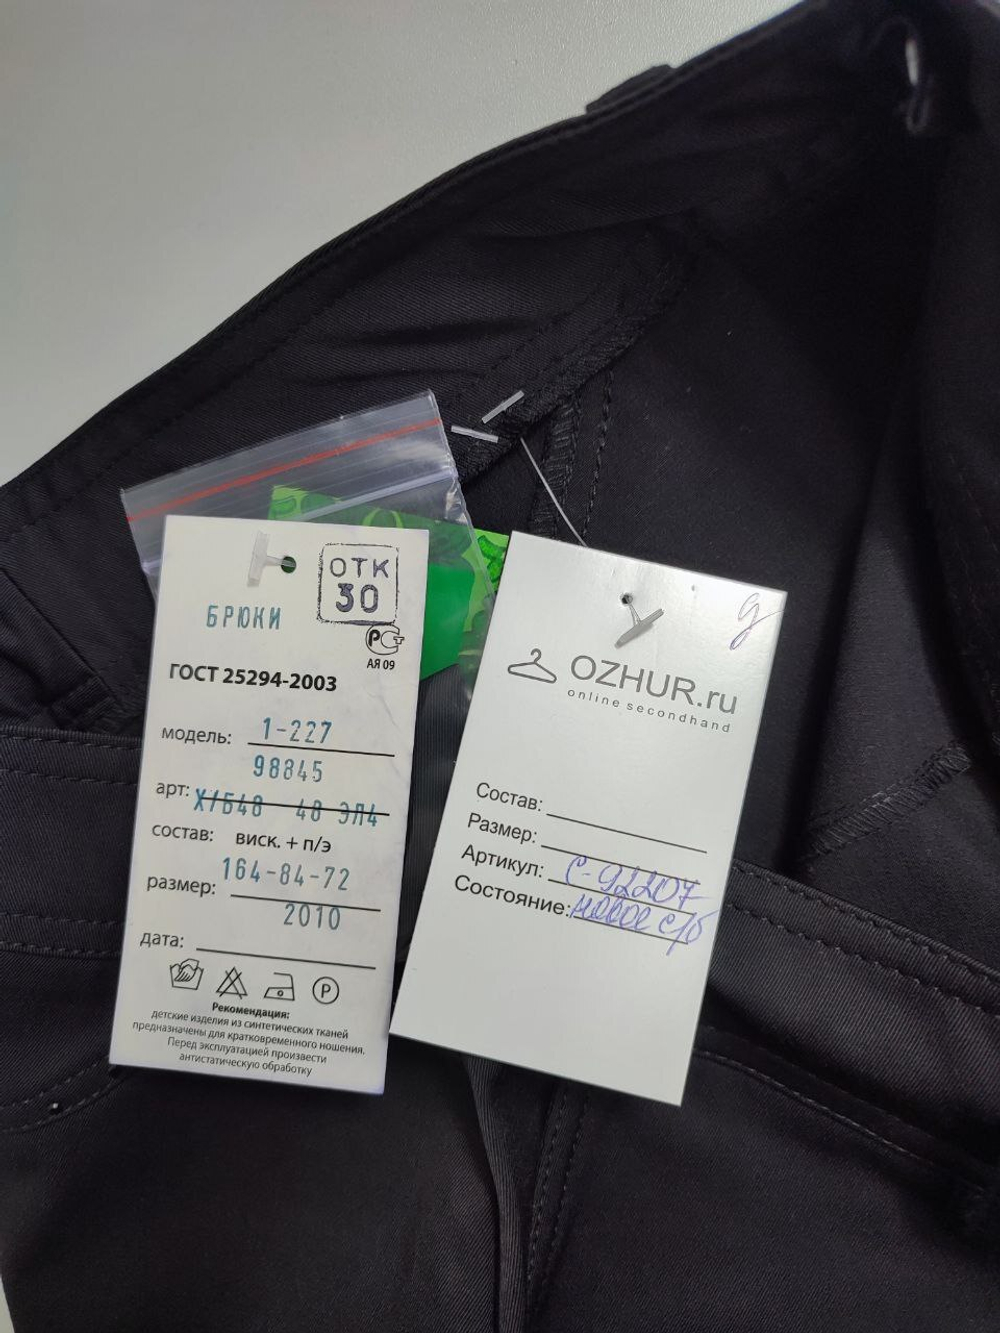 ОТК
30
БРЮКИ
РСТ
АЯ 09
ГОСТ 25294-2003
модель: 1-227
98845
арт: Х/Б48 48 ЭЛ4
состав: виск. + п/э
164-84-72
размер:
2010
дата:
P
Рекомендация:
детские изделия из синтетических тканей
предназначены для кратковременного ношения.
Перед эксплуатацией произвести
антистатическую обработку
g
OZHUR.ru
online secondhand
Состав:
Размер:
Артикул: С-92207
Состояние: новое с/б